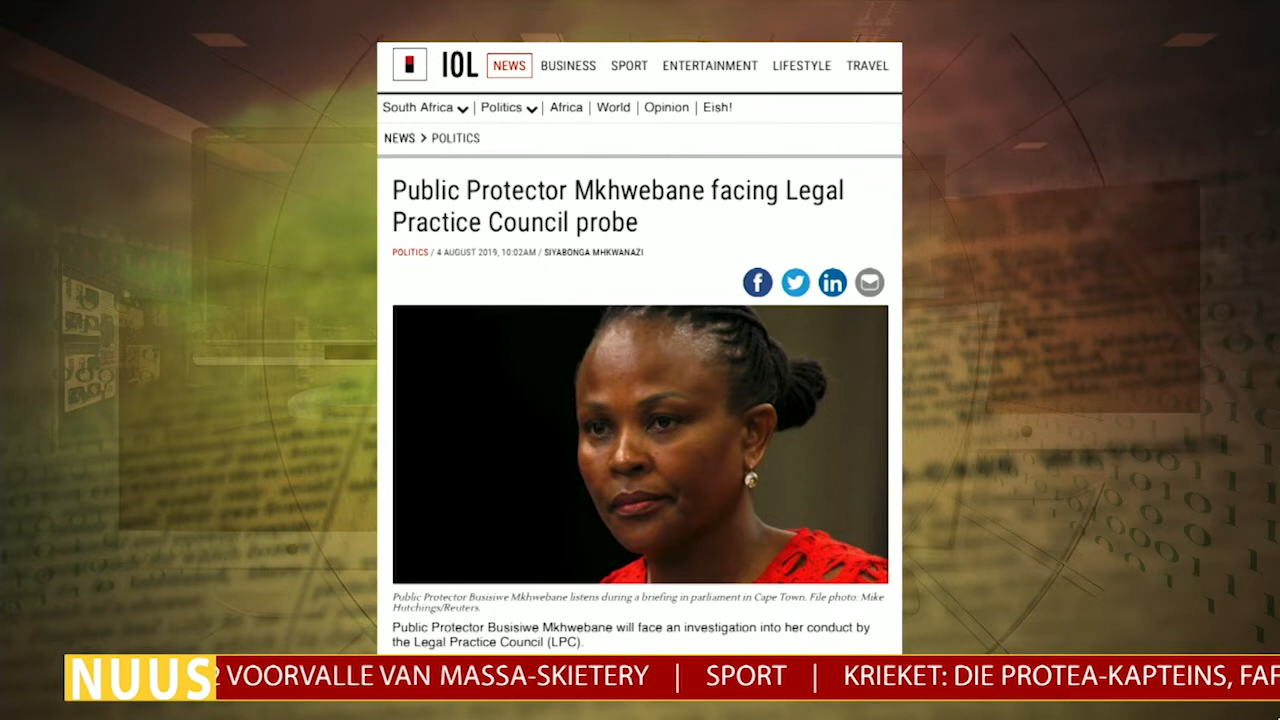 IOL NEWS BUSINESS SPORT ENTERTAINMENT LIFESTYLE TRAVEL
South Africa | Politics | Africa | World | Opinion | Eish!
NEWS > POLITICS
Public Protector Mkhwebane facing Legal
Practice Council probe
POLITICS / 4 AUGUST 2019, 10:02AM / SIYABONGA MHKWANAZI
Public Protector Busisiwe Mkhwebane listens during a briefing in parliament in Cape Town. File photo: Mike
Hutchings/Reuters.
Public Protector Busisiwe Mkhwebane will face an investigation into her conduct by
the Legal Practice Council (LPC).
NUUS 2 VOORVALLE VAN MASSA-SKIETERY | SPORT | KRIEKET: DIE PROTEA-KAPTEINS, FAF